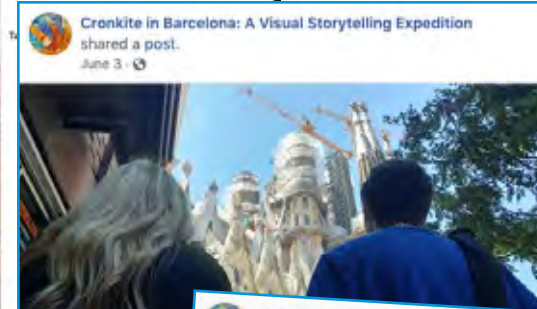 Cronkite in Barcelona: A Visual Storytelling Expedition
shared a post.
June 3 ·